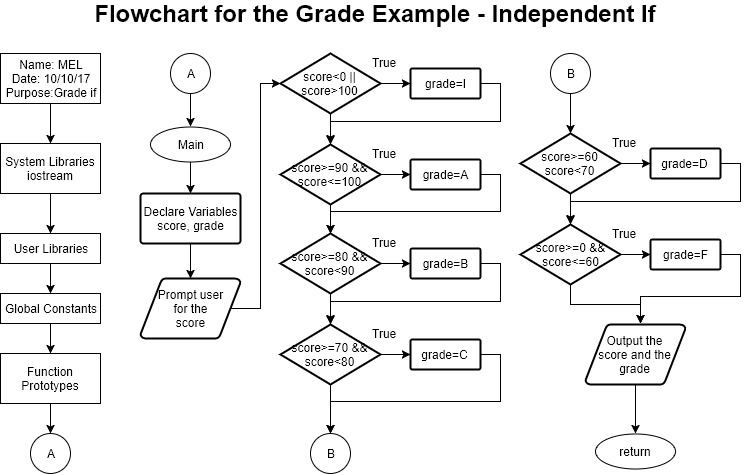 Flowchart for the Grade Example - Independent If
Name: MEL
Date: 10/10/17
Purpose:Grade if
System Libraries
iostream
User Libraries
Global Constants
Function
Prototypes
A
A
Main
Declare Variables
score, grade
Prompt user
for the
score
score<0 ||
score>100
True
grade=I
score>=90 &&
score<=100
True
grade=A
score>=80 &&
score<90
True
grade=B
score>=70 &&
score<80
True
grade=C
B
B
score>=60
score<70
True
grade=D
score>=0 &&
score<=60
True
grade=F
Output the
score and the
grade
return